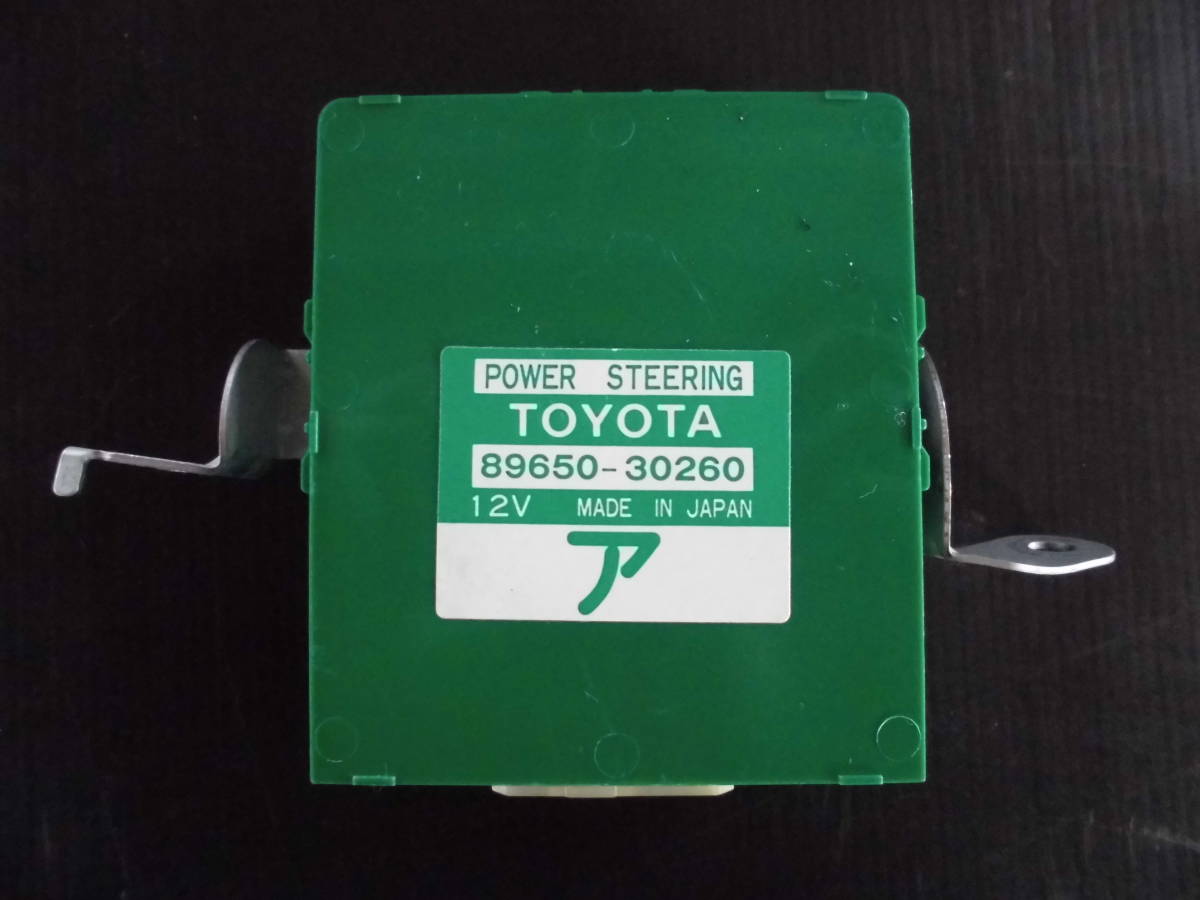 POWER STEERING
TOYOTA
89650-30260
12V MADE IN JAPAN
ア